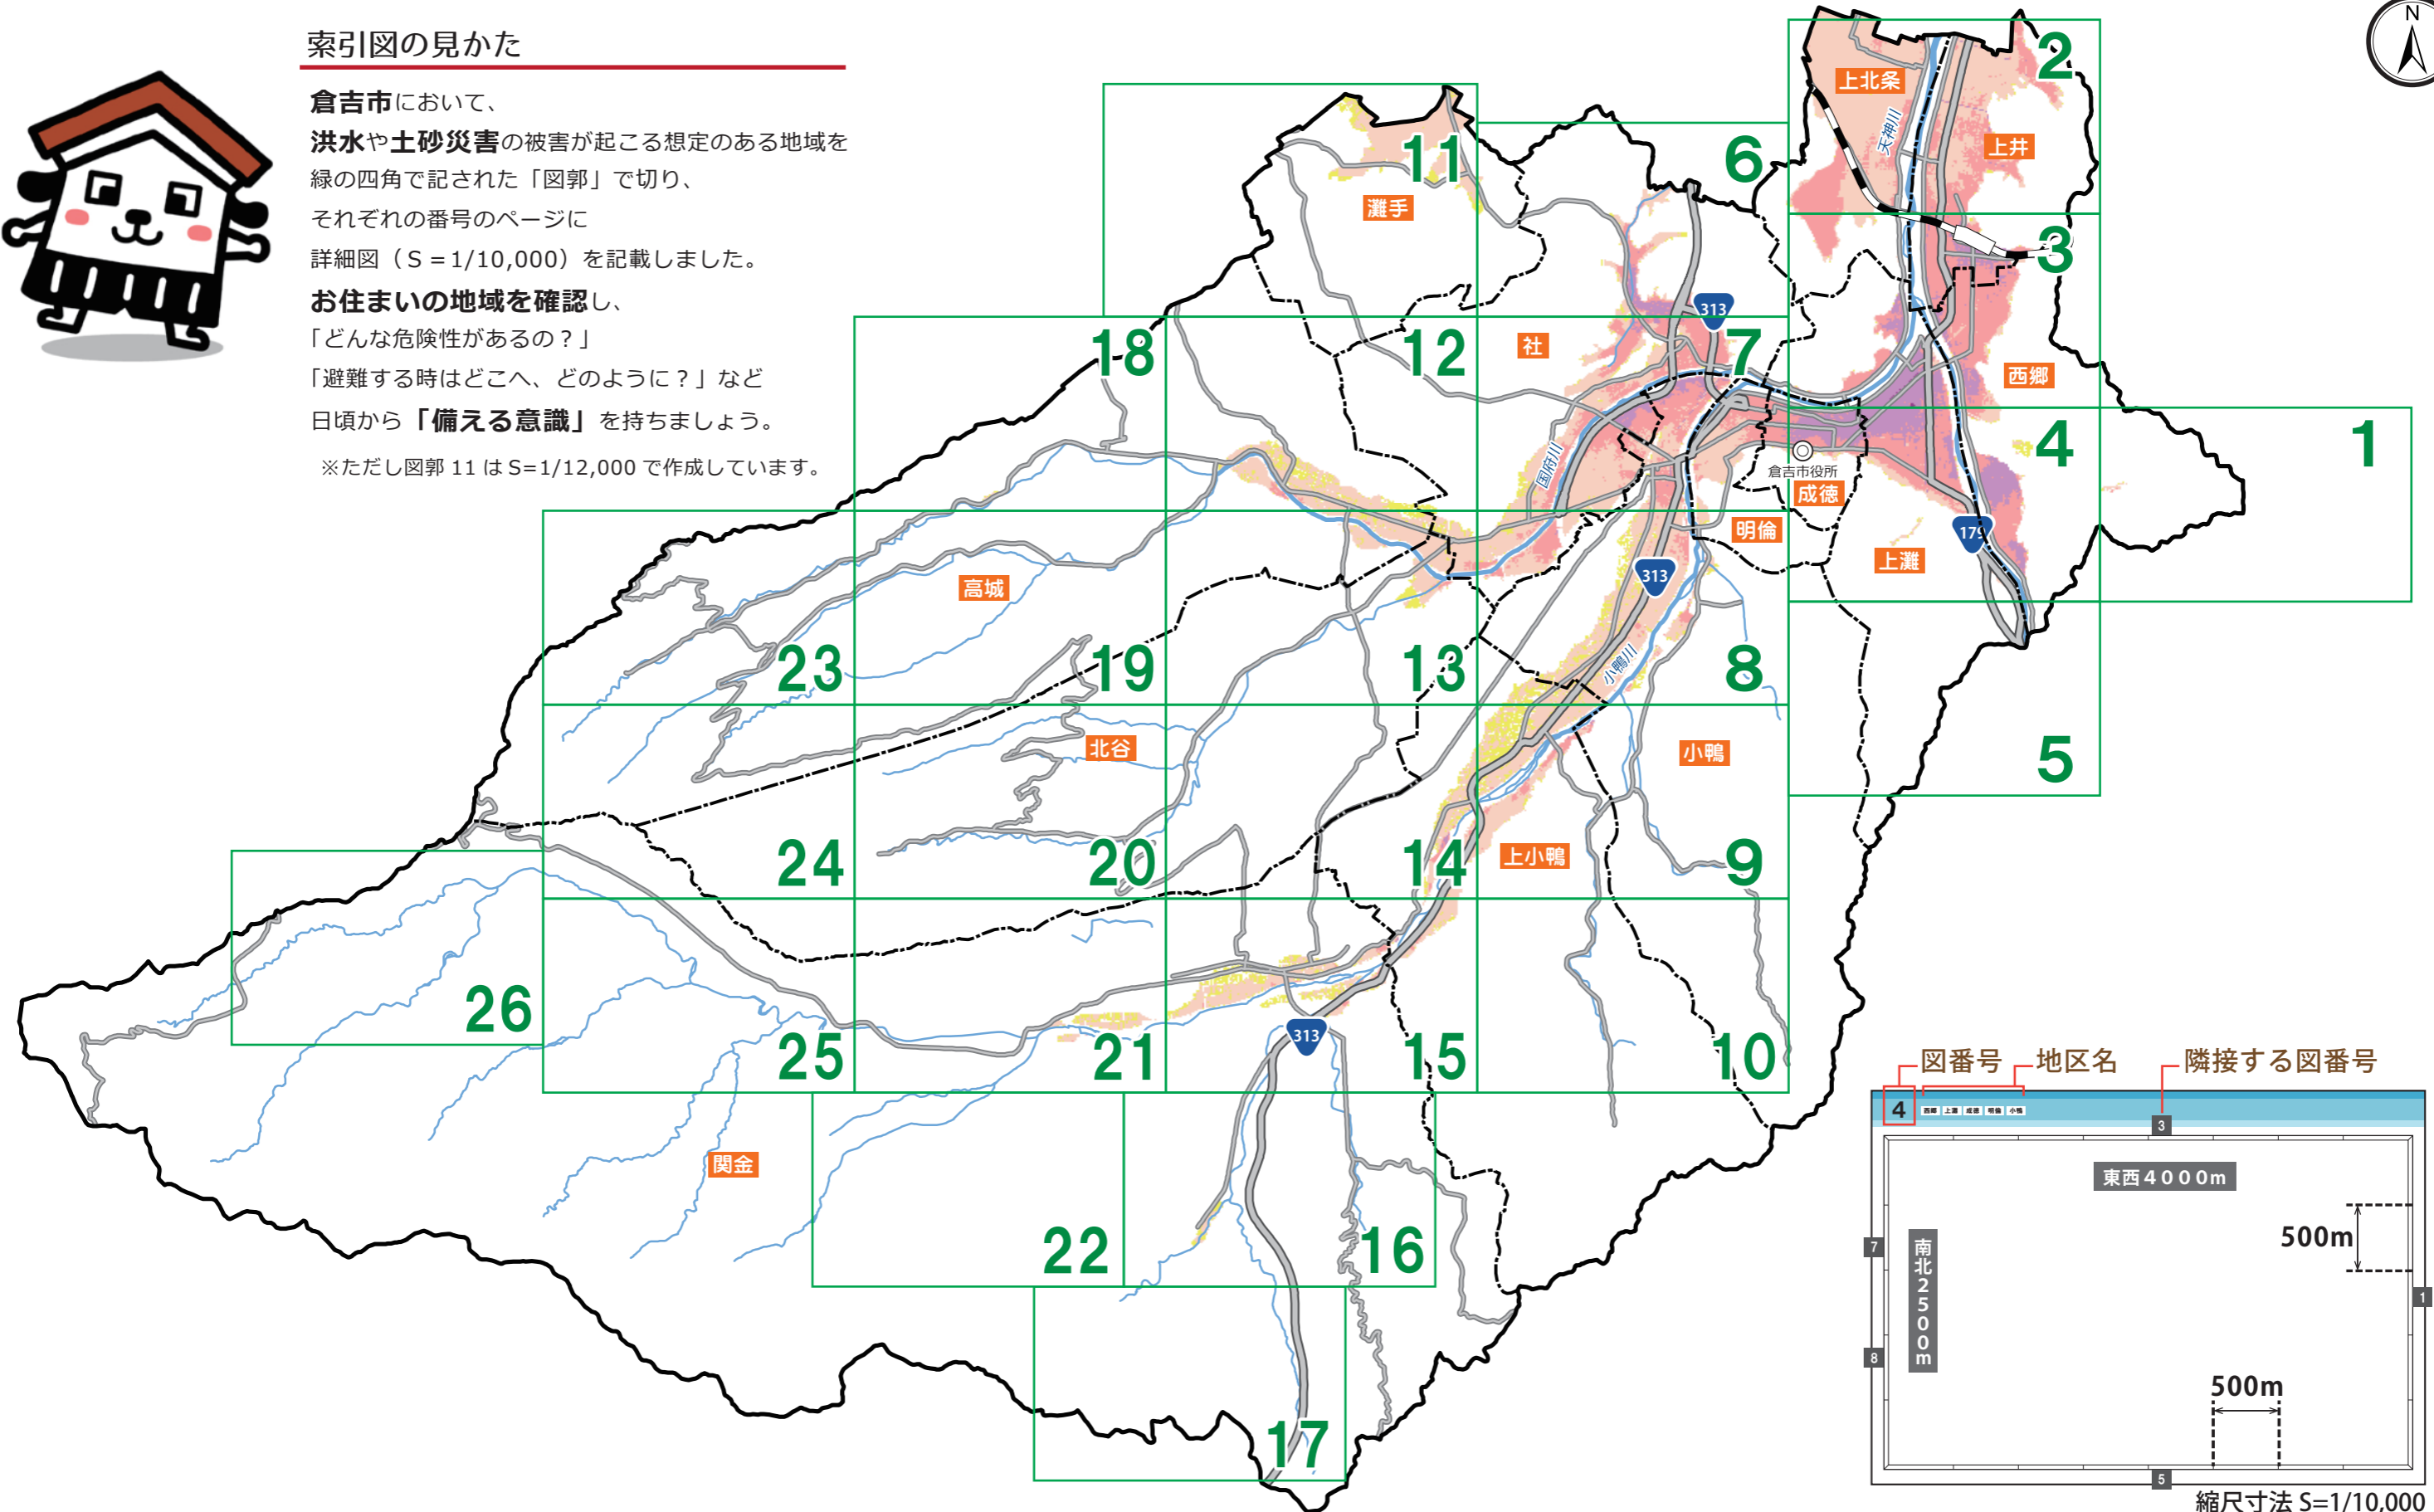 索引図の見かた
倉吉市において、
洪水や土砂災害の被害が起こる想定のある地域を
緑の四角で記された「図郭」で切り、
それぞれの番号のページに
詳細図（S=1/10,000）を記載しました。
お住まいの地域を確認し、
「どんな危険性があるの？」
「避難する時はどこへ、どのように？」など
日頃から「備える意識」を持ちましょう。
※ただし図郭 11 は S=1/12,000 で作成しています。
N
2
上北条
天神川
上井
11
6
灘手
3
313
18
12
社
7
西郷
4
1
国府川
倉吉市役所
成徳
明倫
179
上灘
313
高城
小鴨川
23
19
13
8
北谷
小鴨
5
24
20
14
上小鴨
9
26
25
21
313
15
10
関金
22
16
17
図番号
地区名
隣接する図番号
4
西郷 上灘 成徳 明倫 小鴨
3
東西４０００m
500m
7
南北２５００m
1
8
500m
5
縮尺寸法 S=1/10,000